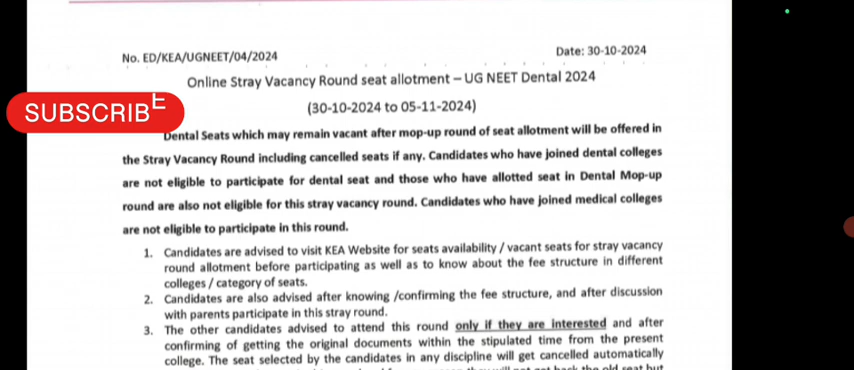 No. ED/KEA/UGNEET/04/2024
Date: 30-10-2024
Online Stray Vacancy Round seat allotment – UG NEET Dental 2024
(30-10-2024 to 05-11-2024)
SUBSCRIBE
Dental Seats which may remain vacant after mop-up round of seat allotment will be offered in
the Stray Vacancy Round including cancelled seats if any. Candidates who have joined dental colleges
are not eligible to participate for dental seat and those who have allotted seat in Dental Mop-up
round are also not eligible for this stray vacancy round. Candidates who have joined medical colleges
are not eligible to participate in this round.
1. Candidates are advised to visit KEA Website for seats availability / vacant seats for stray vacancy
round allotment before participating as well as to know about the fee structure in different
colleges / category of seats.
2. Candidates are also advised after knowing /confirming the fee structure, and after discussion
with parents participate in this stray round.
3. The other candidates advised to attend this round only if they are interested and after
confirming of getting the original documents within the stipulated time from the present
college. The seat selected by the candidates in any discipline will get cancelled automatically
the old seat but